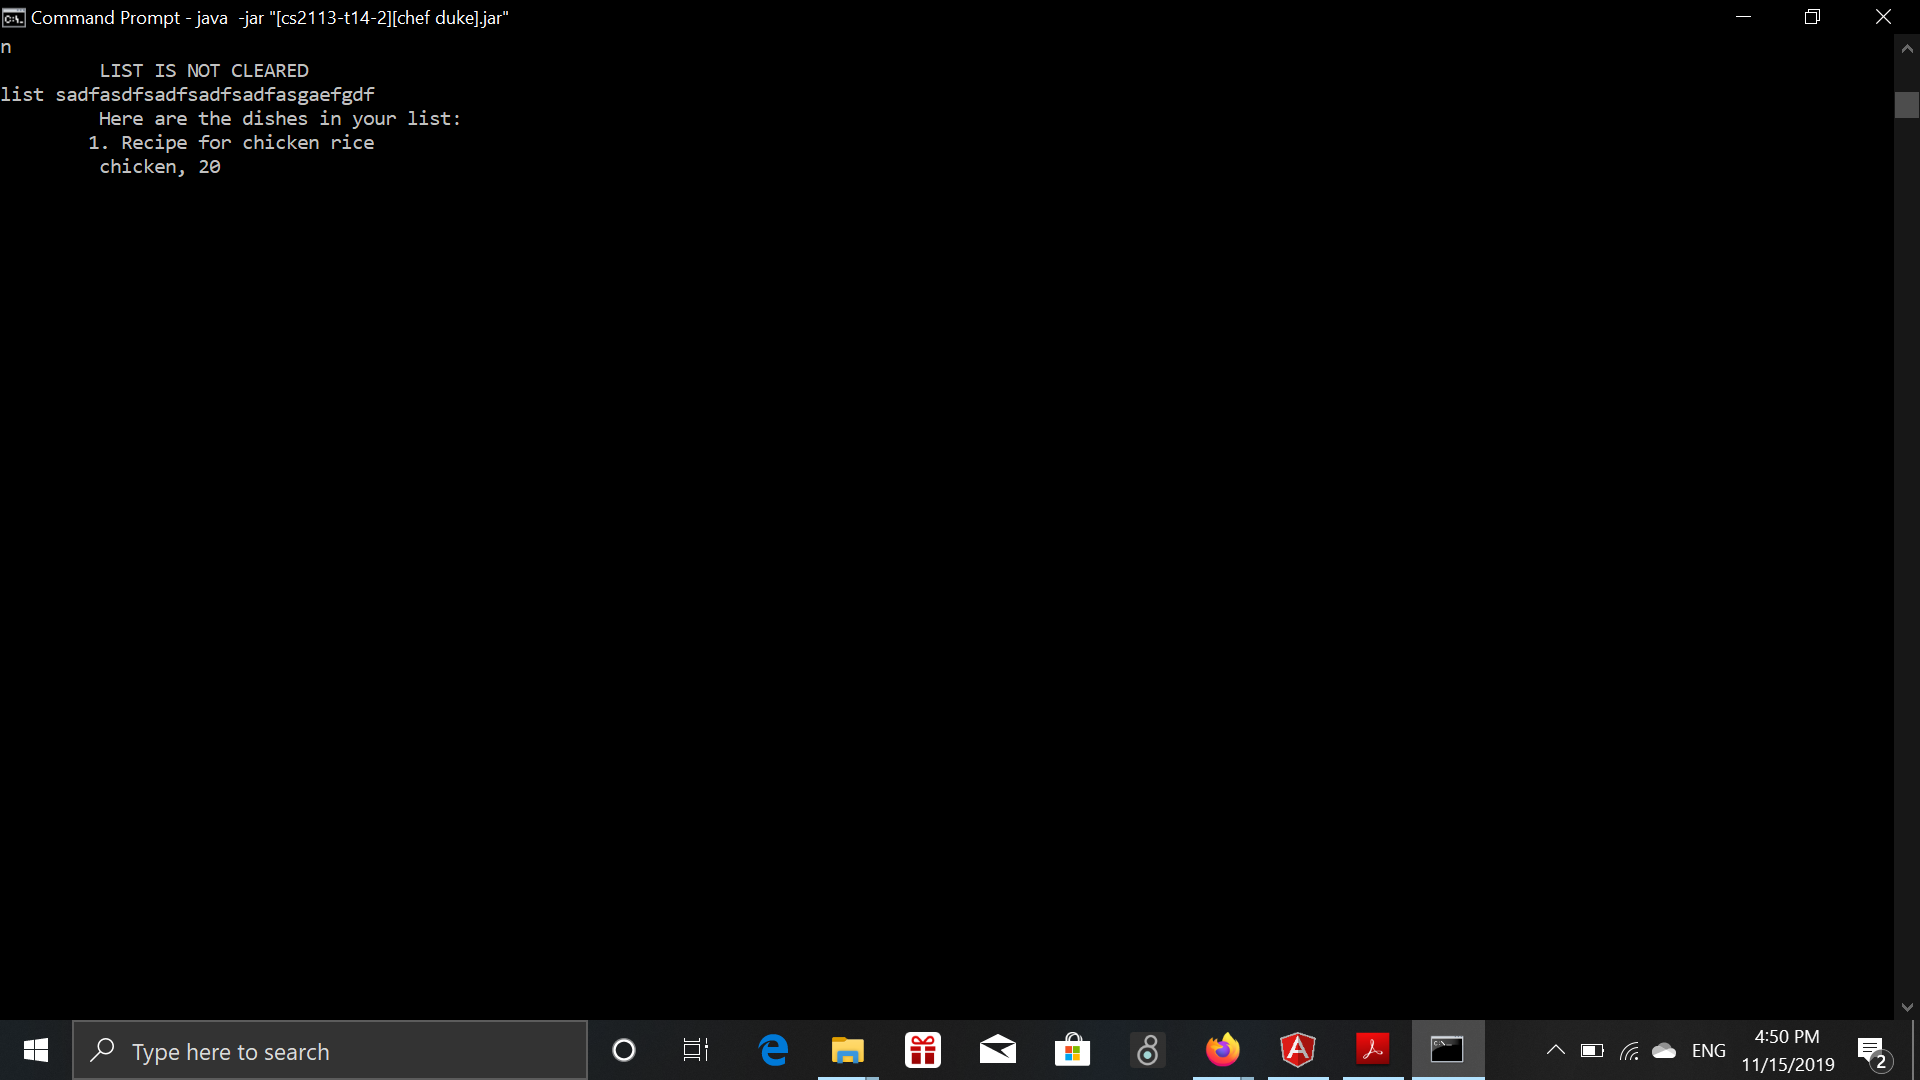 Command Prompt - java  -jar "[cs2113-t14-2][chef duke].jar"
n
LIST IS NOT CLEARED
list sadfasdfsadfsadfsadfasgaefgdf
Here are the dishes in your list:
1. Recipe for chicken rice
chicken, 20
Type here to search
ENG
4:50 PM
11/15/2019
2